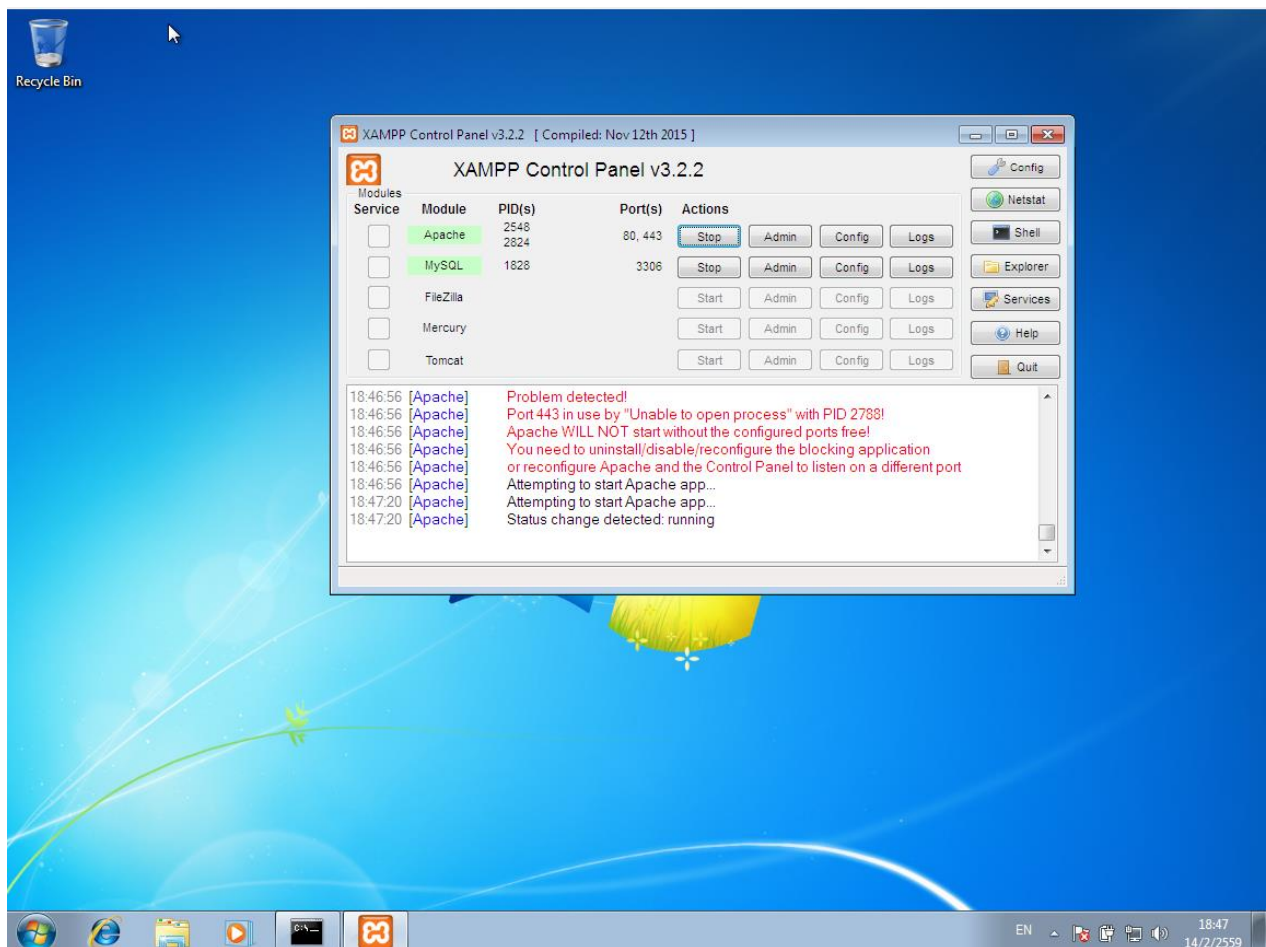 Recycle Bin
XAMPP Control Panel v3.2.2 [ Compiled: Nov 12th 2015 ]
XAMPP Control Panel v3.2.2
Config
Modules
Netstat
Service Module PID(s) Port(s) Actions
Apache 2548 2824 80, 443 Stop Admin Config Logs
Shell
MySQL 1828 3306 Stop Admin Config Logs
Explorer
FileZilla Start Admin Config Logs
Services
Mercury Start Admin Config Logs
Help
Tomcat Start Admin Config Logs
Quit
18:46:56 [Apache] Problem detected!
18:46:56 [Apache] Port 443 in use by "Unable to open process" with PID 2788!
18:46:56 [Apache] Apache WILL NOT start without the configured ports free!
18:46:56 [Apache] You need to uninstall/disable/reconfigure the blocking application
18:46:56 [Apache] or reconfigure Apache and the Control Panel to listen on a different port
18:46:56 [Apache] Attempting to start Apache app...
18:47:20 [Apache] Attempting to start Apache app...
18:47:20 [Apache] Status change detected: running
EN
18:47
14/2/2559